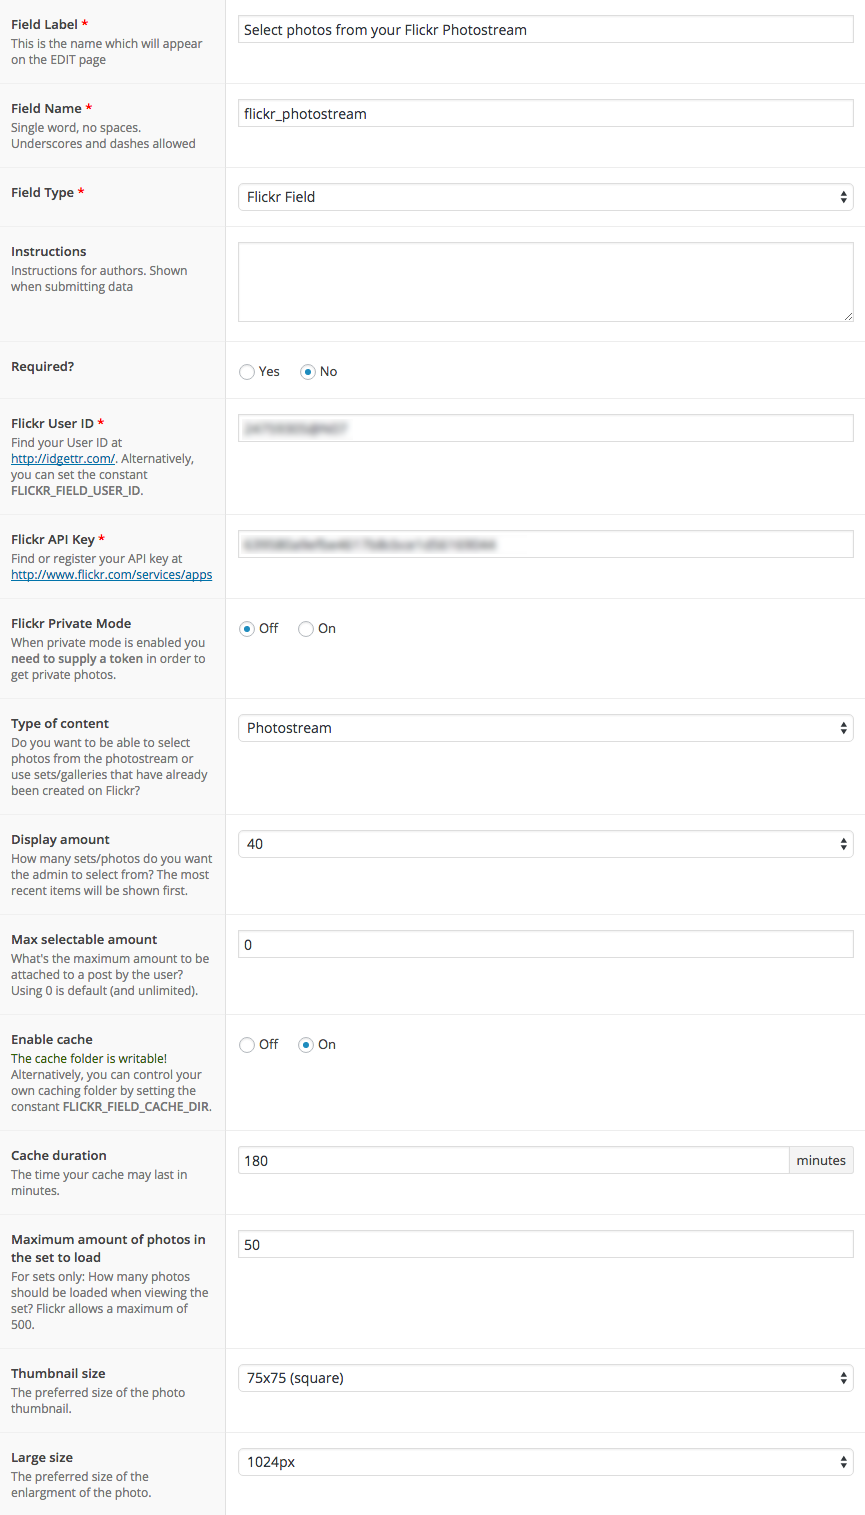 Field Label *
This is the name which will appear
on the EDIT page
Select photos from your Flickr Photostream
Field Name *
Single word, no spaces.
Underscores and dashes allowed
flickr_photostream
Field Type *
Flickr Field
Instructions
Instructions for authors. Shown
when submitting data
Required?
Yes No
Flickr User ID *
Find your User ID at
http://idgettr.com/. Alternatively,
you can set the constant
FLICKR_FIELD_USER_ID.
Flickr API Key *
Find or register your API key at
http://www.flickr.com/services/apps
Flickr Private Mode
When private mode is enabled you
need to supply a token in order to
get private photos.
Off On
Type of content
Do you want to be able to select
photos from the photostream or
use sets/galleries that have already
been created on Flickr?
Photostream
Display amount
How many sets/photos do you want
the admin to select from? The most
recent items will be shown first.
40
Max selectable amount
What's the maximum amount to be
attached to a post by the user?
Using 0 is default (and unlimited).
0
Enable cache
The cache folder is writable!
Alternatively, you can control your
own caching folder by setting the
constant FLICKR_FIELD_CACHE_DIR.
Off On
Cache duration
The time your cache may last in
minutes.
180 minutes
Maximum amount of photos in
the set to load
For sets only: How many photos
should be loaded when viewing the
set? Flickr allows a maximum of
500.
50
Thumbnail size
The preferred size of the photo
thumbnail.
75x75 (square)
Large size
The preferred size of the
enlargment of the photo.
1024px